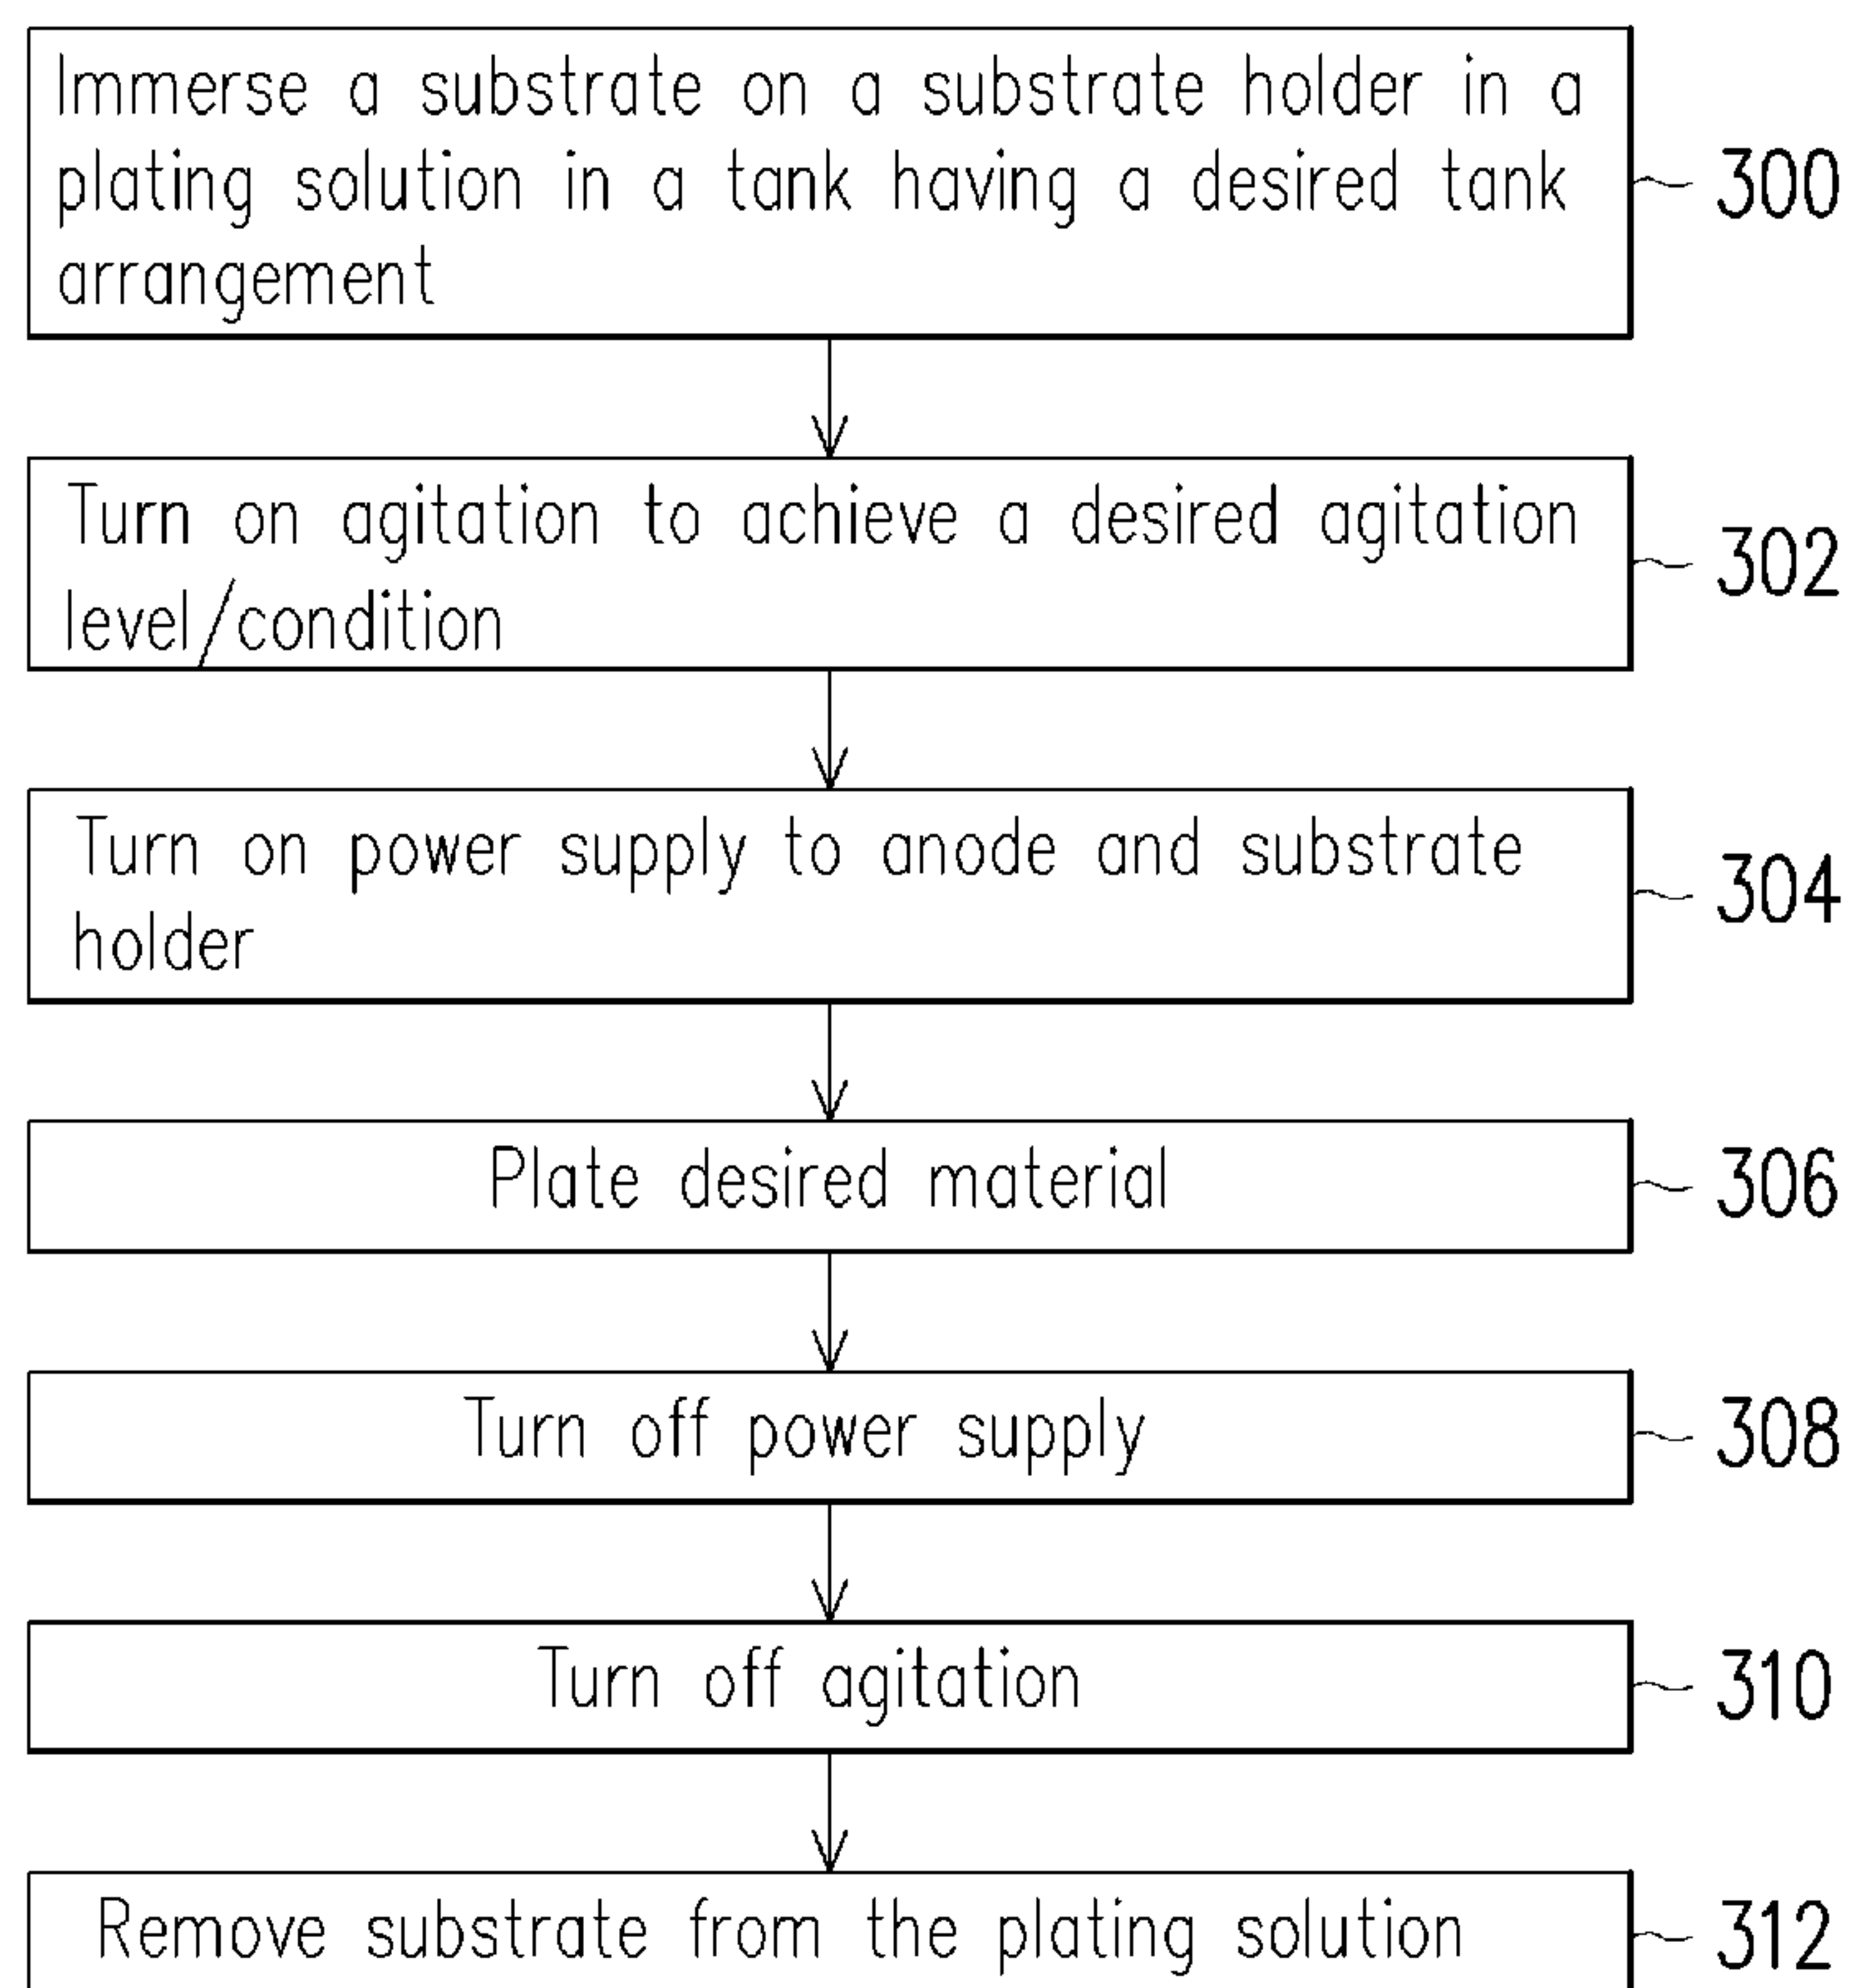 Immerse a substrate on a substrate holder in a
plating solution in a tank having a desired tank
arrangement
300
Turn on agitation to achieve a desired agitation
level/condition
302
Turn on power supply to anode and substrate
holder
304
Plate desired material
306
Turn off power supply
308
Turn off agitation
310
Remove substrate from the plating solution
312